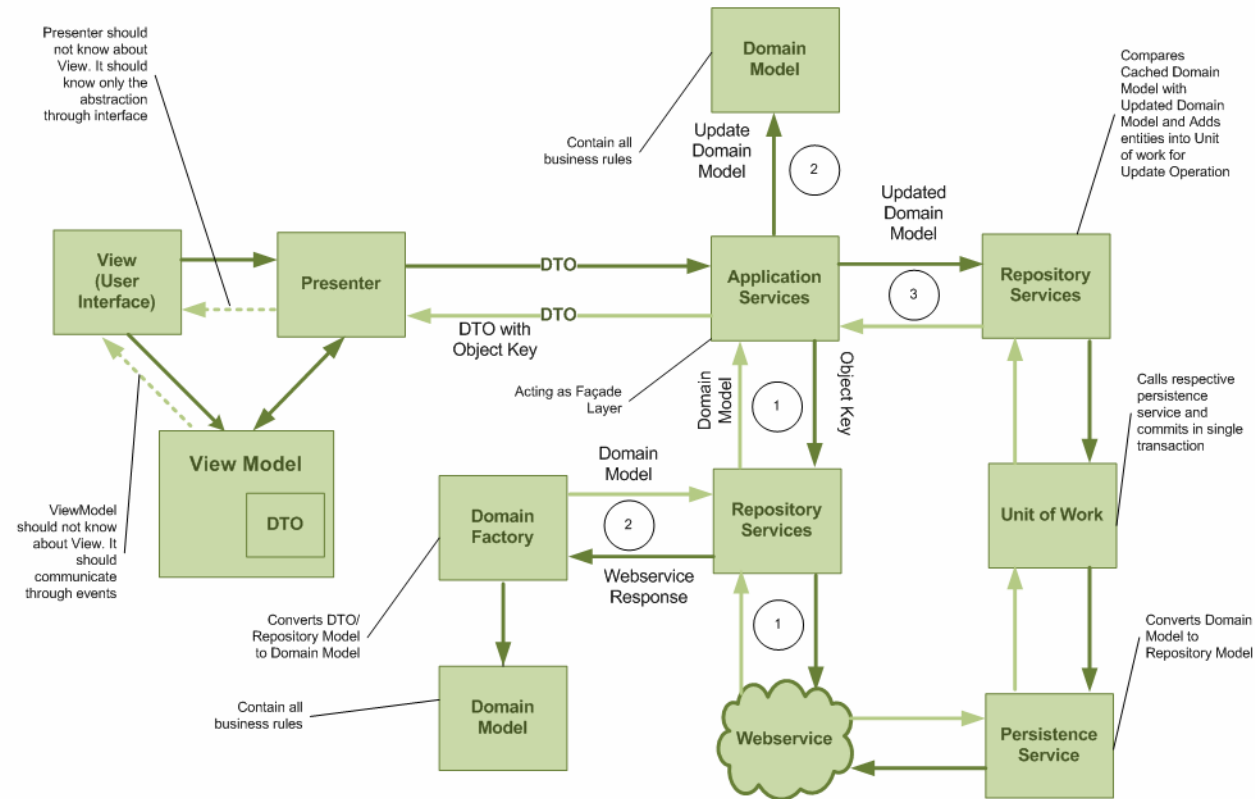 Presenter should
not know about
View. It should
know only the
abstraction
through interface
Domain
Model
Compares
Cached Domain
Model with
Updated Domain
Model and Adds
entities into Unit
of work for
Update Operation
Contain all
business rules
Update
Domain
Model
2
Updated
Domain
Model
View
(User
Interface)
Presenter
DTO
Application
Services
3
Repository
Services
DTO
DTO with
Object Key
Acting as Façade
Layer
Domain
Model
1
Object Key
Calls respective
persistence
service and
commits in single
transaction
View Model
DTO
ViewModel
should not know
about View. It
should
communicate
through events
Domain
Model
Domain
Factory
2
Repository
Services
Unit of Work
Webservice
Response
Converts DTO/
Repository Model
to Domain Model
1
Converts Domain
Model to
Repository Model
Contain all
business rules
Domain
Model
Webservice
Persistence
Service